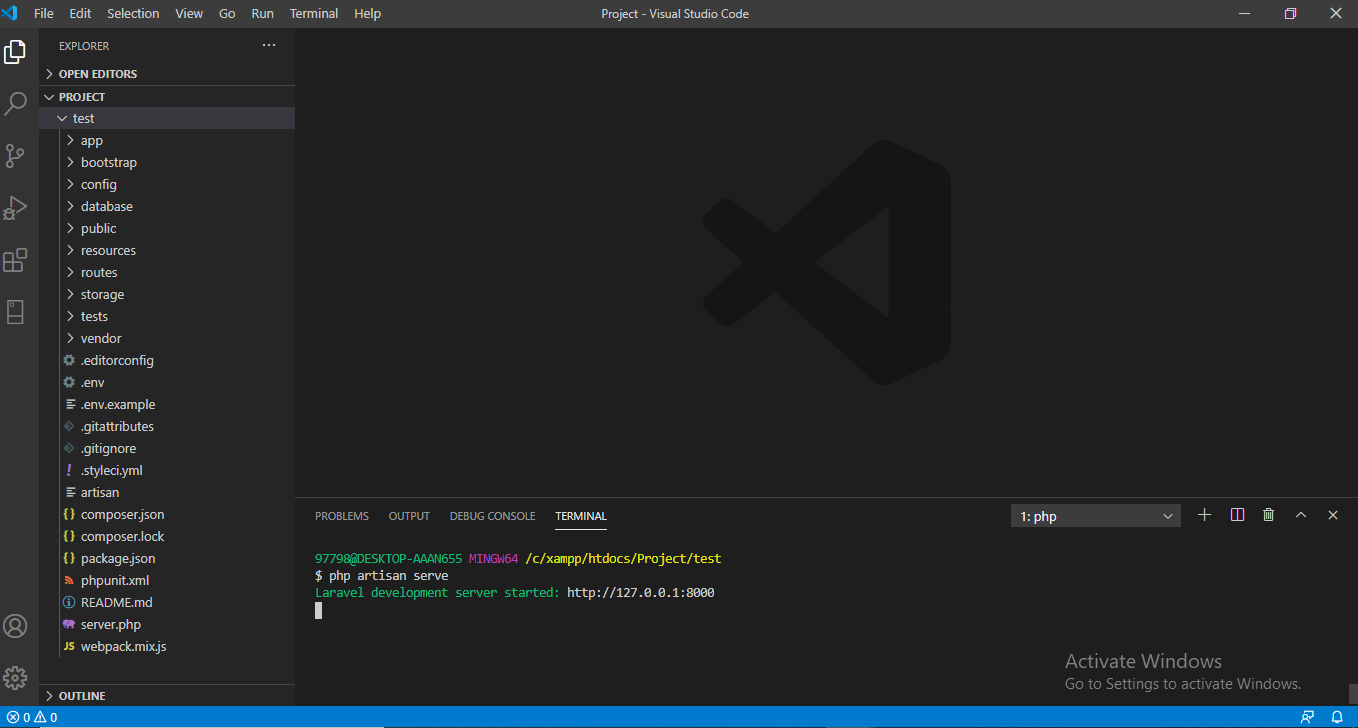 File Edit Selection View Go Run Terminal Help
Project - Visual Studio Code
EXPLORER
OPEN EDITORS
PROJECT
test
app
bootstrap
config
database
public
resources
routes
storage
tests
vendor
.editorconfig
.env
.env.example
.gitattributes
.gitignore
.styleci.yml
artisan
composer.json
composer.lock
package.json
phpunit.xml
README.md
server.php
JS webpack.mix.js
OUTLINE
PROBLEMS OUTPUT DEBUG CONSOLE TERMINAL
1: php
97798@DESKTOP-AAAN655 MINGW64 /c/xampp/htdocs/Project/test
$ php artisan serve
Laravel development server started: http://127.0.0.1:8000
Activate Windows
Go to Settings to activate Windows.
0 0